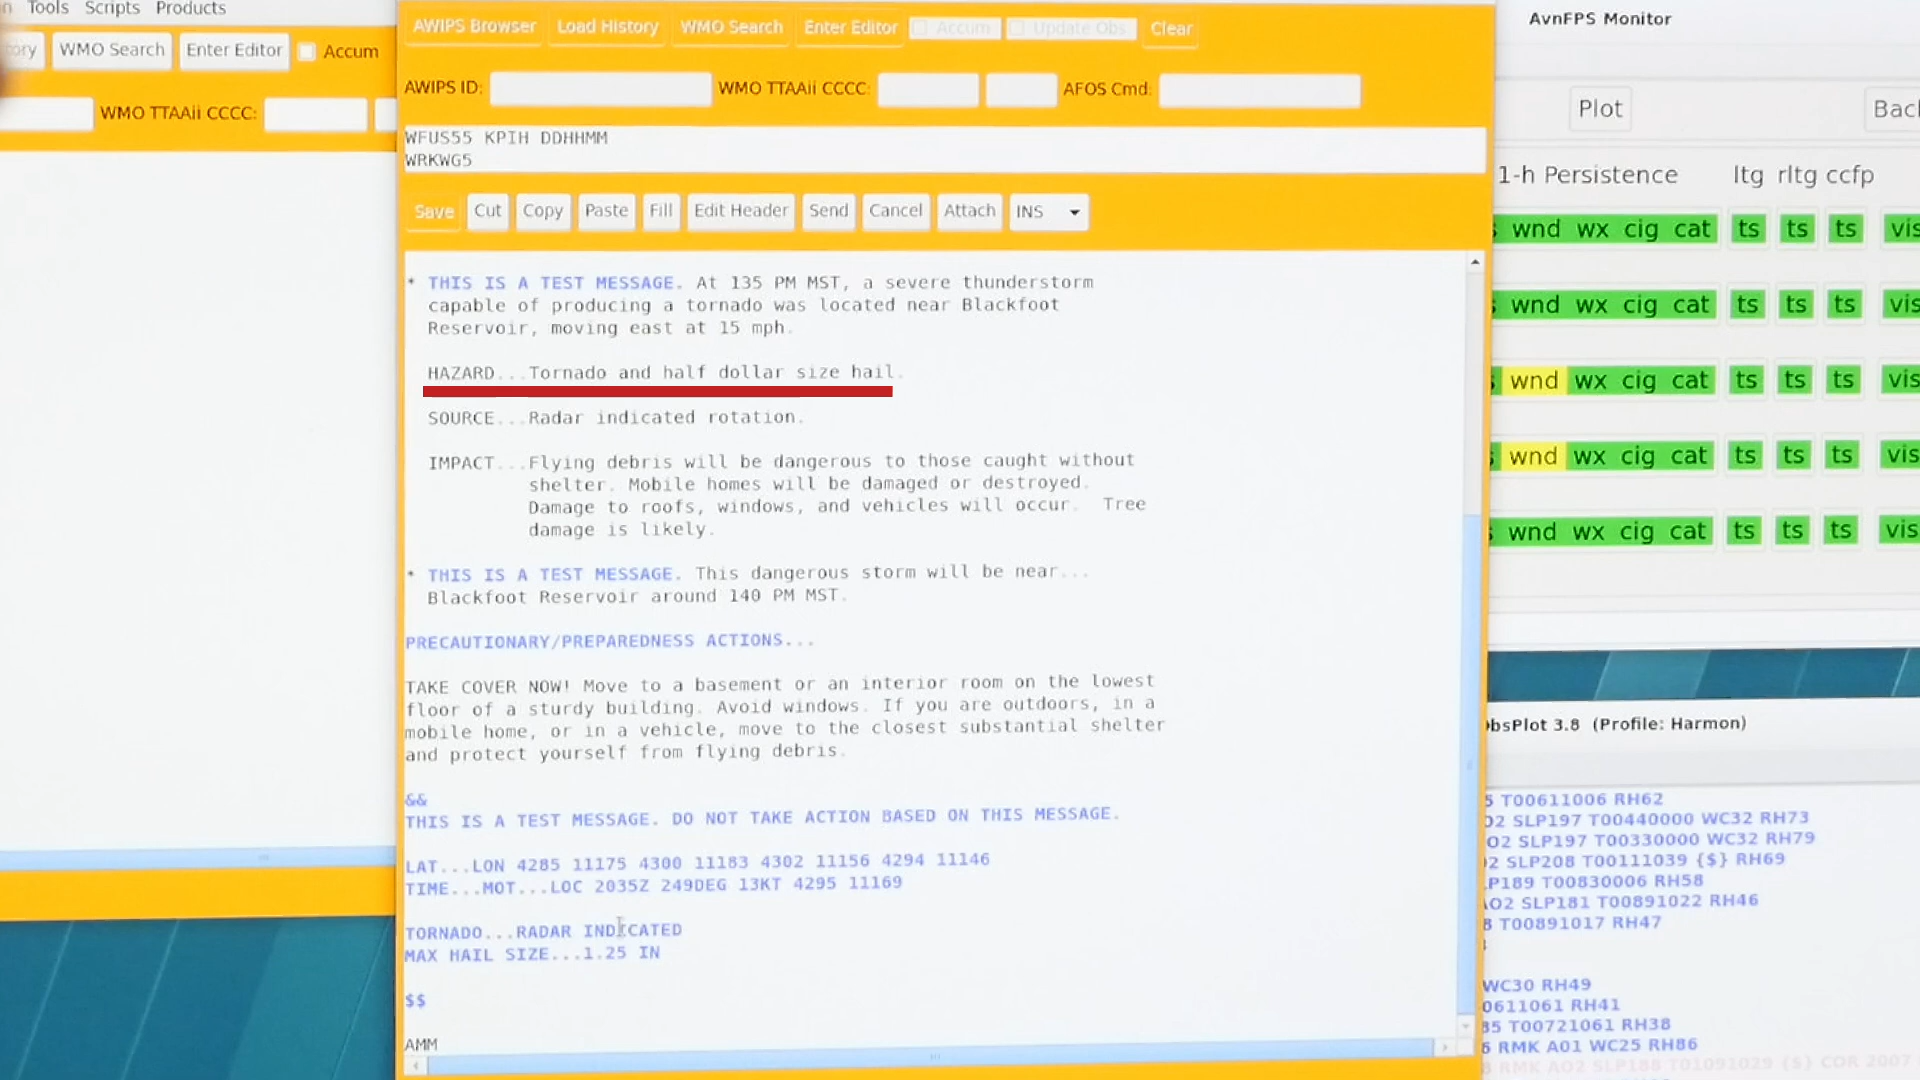 Tools Scripts Products
WMO Search Enter Editor Accum
WMO TTAAii CCCC:
AWIPS Browser Load History WMO Search Enter Editor Accum Update Obs Clear
AWIPS ID: WMO TTAAii CCCC: AFOS Cmd:
WFUS55 KPIH DDHHMM
WRKWG5
Save Cut Copy Paste Fill Edit Header Send Cancel Attach INS
* THIS IS A TEST MESSAGE. At 135 PM MST, a severe thunderstorm
capable of producing a tornado was located near Blackfoot
Reservoir, moving east at 15 mph.
HAZARD...Tornado and half dollar size hail.
SOURCE...Radar indicated rotation.
IMPACT...Flying debris will be dangerous to those caught without
shelter. Mobile homes will be damaged or destroyed.
Damage to roofs, windows, and vehicles will occur. Tree
damage is likely.
* THIS IS A TEST MESSAGE. This dangerous storm will be near...
Blackfoot Reservoir around 140 PM MST.
PRECAUTIONARY/PREPAREDNESS ACTIONS...
TAKE COVER NOW! Move to a basement or an interior room on the lowest
floor of a sturdy building. Avoid windows. If you are outdoors, in a
mobile home, or in a vehicle, move to the closest substantial shelter
and protect yourself from flying debris.
&&
THIS IS A TEST MESSAGE. DO NOT TAKE ACTION BASED ON THIS MESSAGE.
LAT...LON 4285 11175 4300 11183 4302 11156 4294 11146
TIME...MOT...LOC 2035Z 249DEG 13KT 4295 11169
TORNADO...RADAR INDICATED
MAX HAIL SIZE...1.25 IN
$$
AMM
AvnFPS Monitor
Plot Bac
1-h Persistence ltg rltg ccfp
wnd wx cig cat ts ts ts vis
wnd wx cig cat ts ts ts vis
wnd wx cig cat ts ts ts vis
wnd wx cig cat ts ts ts vis
wnd wx cig cat ts ts ts vis
bsPlot 3.8 (Profile: Harmon)
5 T00611006 RH62
O2 SLP197 T00440000 WC32 RH73
O2 SLP197 T00330000 WC32 RH79
2 SLP208 T00111039 {$} RH69
LP189 T00830006 RH58
AO2 SLP181 T00891022 RH46
8 T00891017 RH47
WC30 RH49
0611061 RH41
35 T00721061 RH38
6 RMK A01 WC25 RH86
8 RMK AO2 SLP188 T01091029 {$} COR 2007